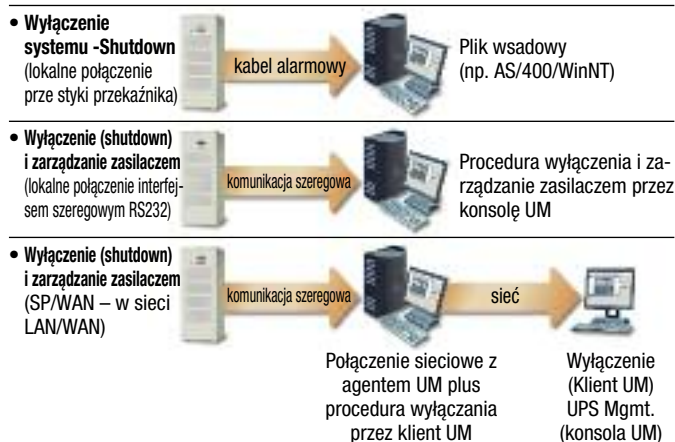 • Wyłączenie
systemu -Shutdown
(lokalne połączenie
prze styki przekaźnika)
kabel alarmowy
Plik wsadowy
(np. AS/400/WinNT)
• Wyłączenie (shutdown)
i zarządzanie zasilaczem
(lokalne połączenie interfej-
sem szeregowym RS232)
komunikacja szeregowa
Procedura wyłączenia i za-
rządzanie zasilaczem przez
konsolę UM
• Wyłączenie (shutdown)
i zarządzanie zasilaczem
(SP/WAN – w sieci
LAN/WAN)
komunikacja szeregowa
sieć
Połączenie sieciowe z
agentem UM plus
procedura wyłączania
przez klient UM
Wyłączenie
(Klient UM)
UPS Mgmt.
(konsola UM)